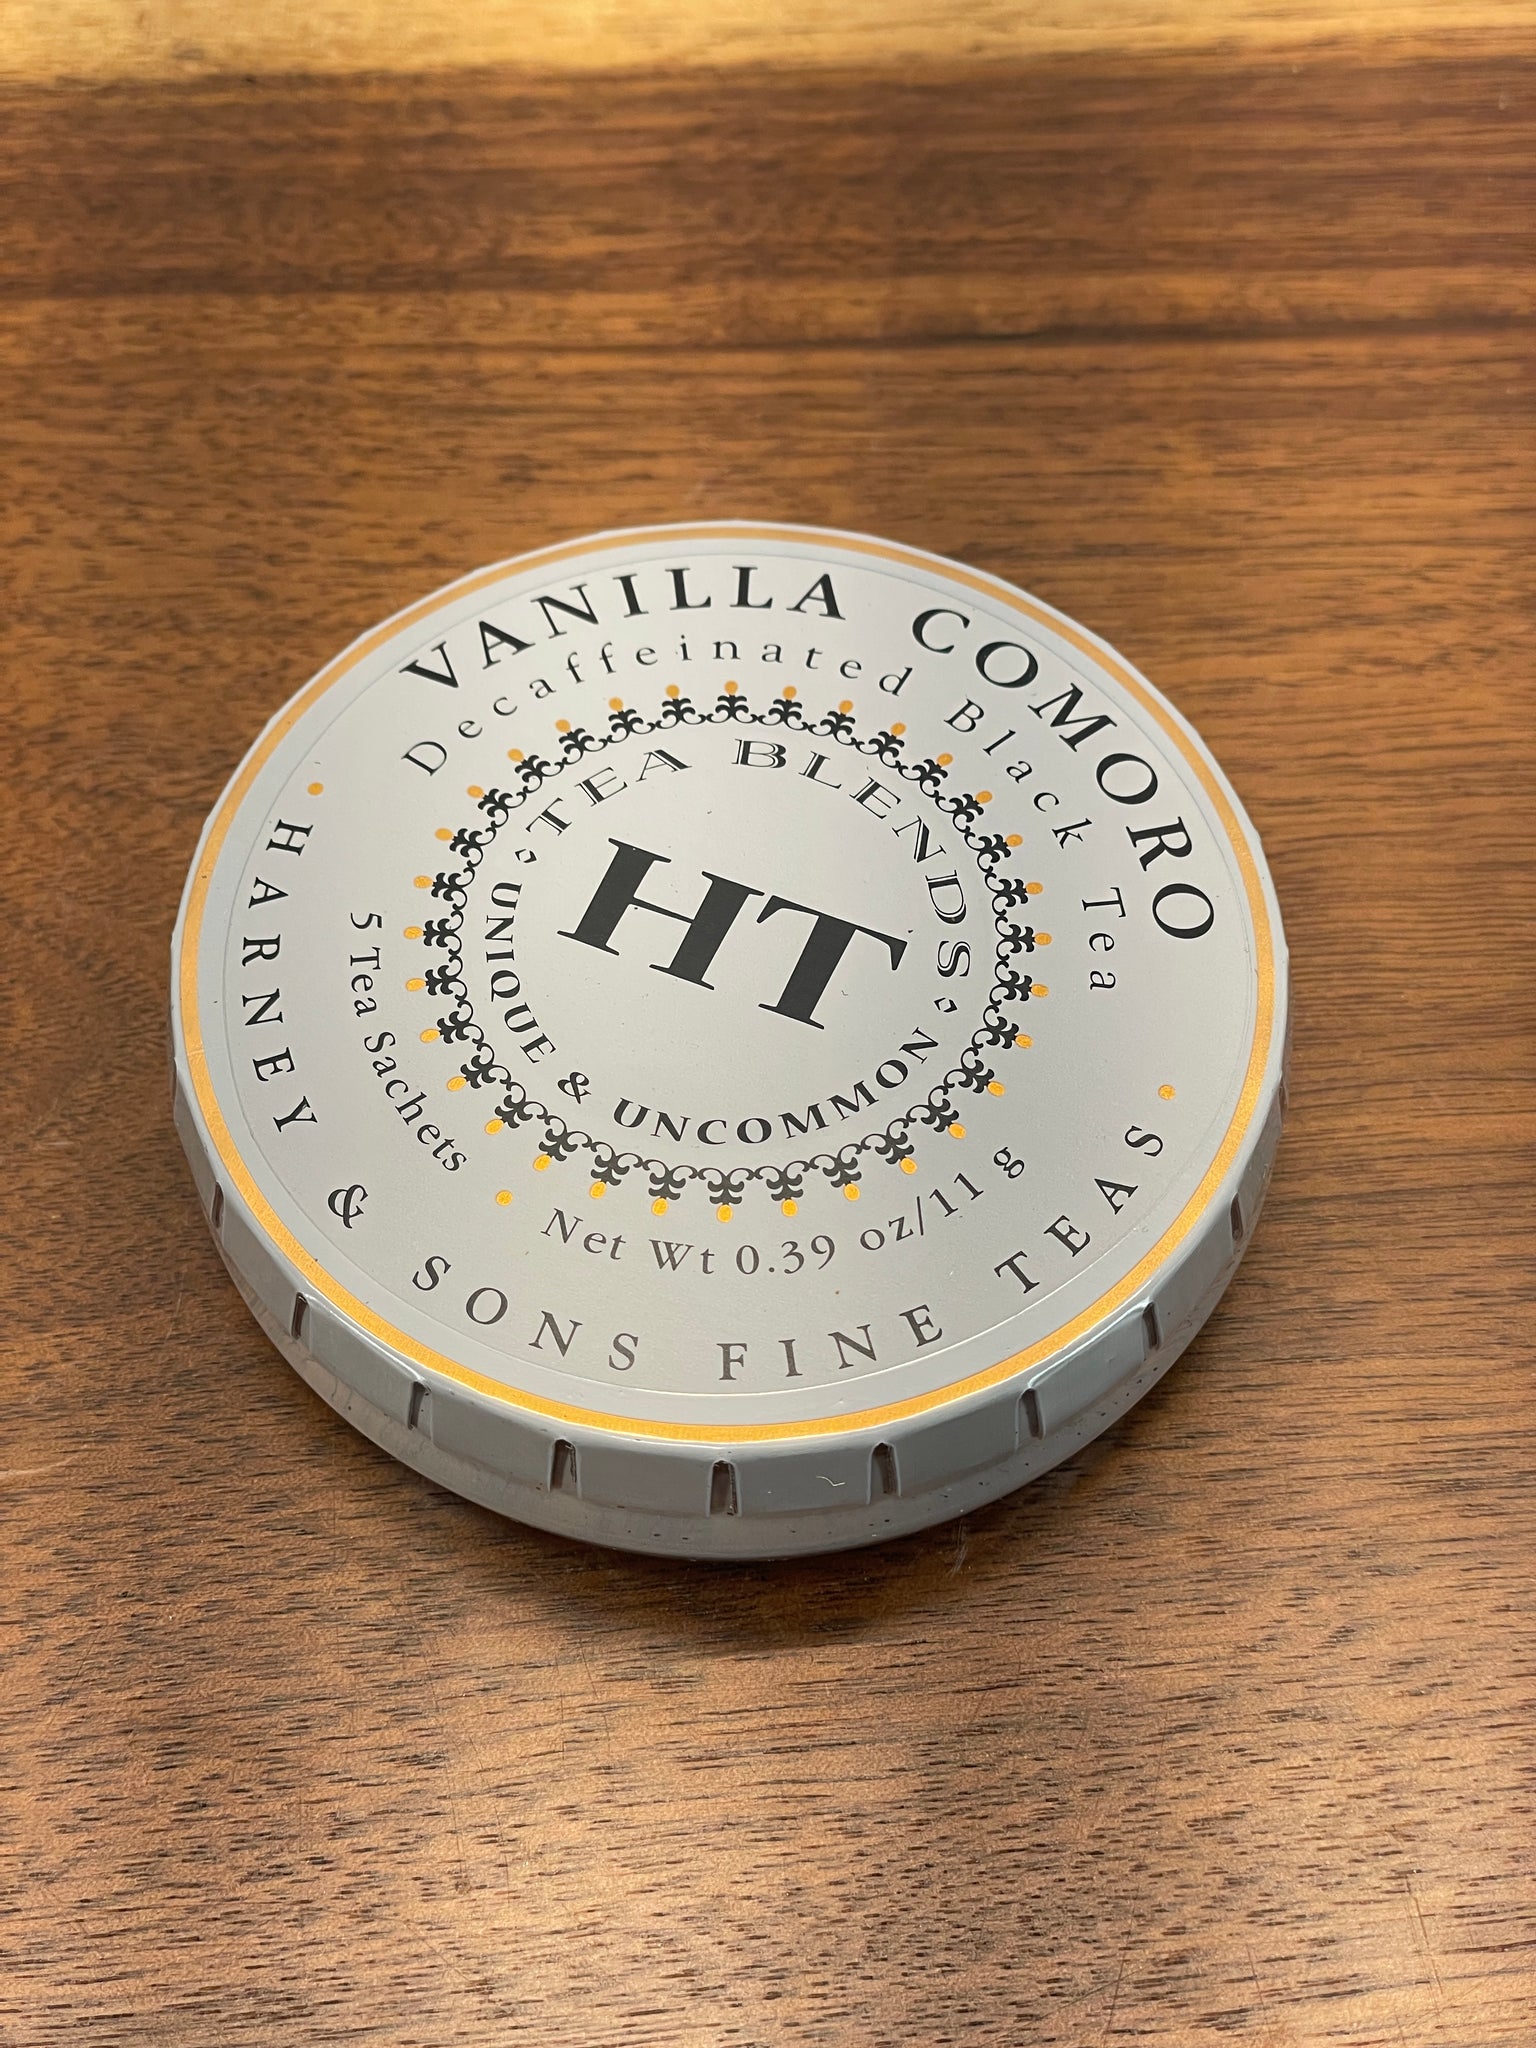 VANILLA COMORO
Decaffeinated Black Tea
TEA BLENDS
HT
UNIQUE & UNCOMMON
5 Tea Sachets
Net Wt 0.39 oz/11 g
HARNEY & SONS FINE TEAS